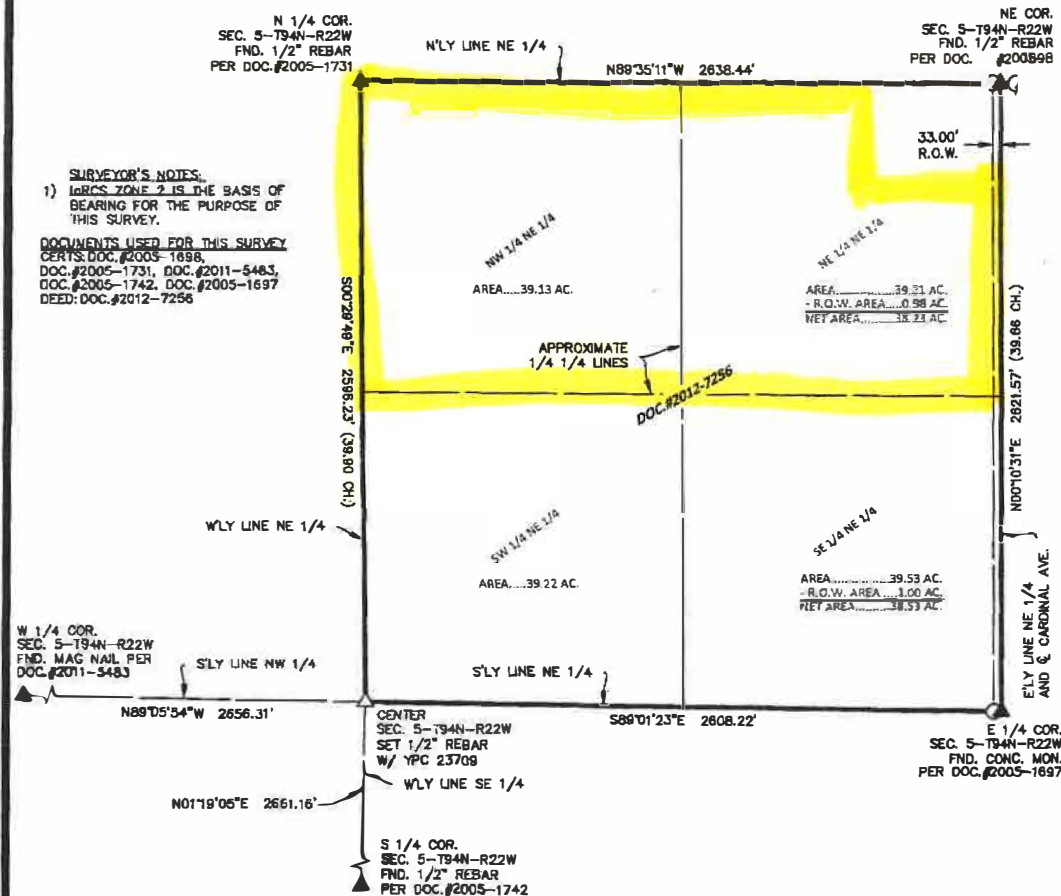 N 1/4 COR.
SEC. 5-T94N-R22W
FND. 1/2" REBAR
PER DOC.#2005-1731
N'LY LINE NE 1/4
N89°35'11"W 2638.44'
NE COR.
SEC. 5-T94N-R22W
FND. 1/2" REBAR
PER DOC.
33.00'
R.O.W.
SURVEYOR'S NOTES:
1) IaRCS ZONE 2 IS THE BASIS OF
BEARING FOR THE PURPOSE OF
THIS SURVEY.
DOCUMENTS USED FOR THIS SURVEY
CERTS: DOC.#2005-1698,
DOC.#2005-1731, DOC.#2011-5483,
DOC.#2005-1742, DOC.#2005-1697
DEED: DOC.#2012-7256
NW 1/4 NE 1/4
AREA....39.13 AC.
NE 1/4 NE 1/4
AREA..........39.21 AC.
- R.O.W. AREA....0.98 AC.
NET AREA.........38.23 AC.
S00°29'49"E 2596.23' (39.90 CH.)
APPROXIMATE
1/4 1/4 LINES
DOC.#2012-7256
N00°10'31"E 2621.57' (39.66 CH.)
W'LY LINE NE 1/4
SW 1/4 NE 1/4
AREA....39.22 AC.
SE 1/4 NE 1/4
AREA..............39.53 AC.
- R.O.W. AREA ....1.00 AC.
NET AREA..........38.53 AC.
E'LY LINE NE 1/4
AND ℄ CARDINAL AVE.
W 1/4 COR.
SEC. 5-T94N-R22W
FND. MAG NAIL PER
DOC.#2011-5483
S'LY LINE NW 1/4
N89°05'54"W 2656.31'
S'LY LINE NE 1/4
S89°01'23"E 2608.22'
CENTER
SEC. 5-T94N-R22W
SET 1/2" REBAR
W/ YPC 23709
E 1/4 COR.
SEC. 5-T94N-R22W
FND. CONC. MON.
PER DOC.#2005-1697
W'LY LINE SE 1/4
N01°19'05"E 2661.16'
S 1/4 COR.
SEC. 5-T94N-R22W
FND. 1/2" REBAR
PER DOC.#2005-1742